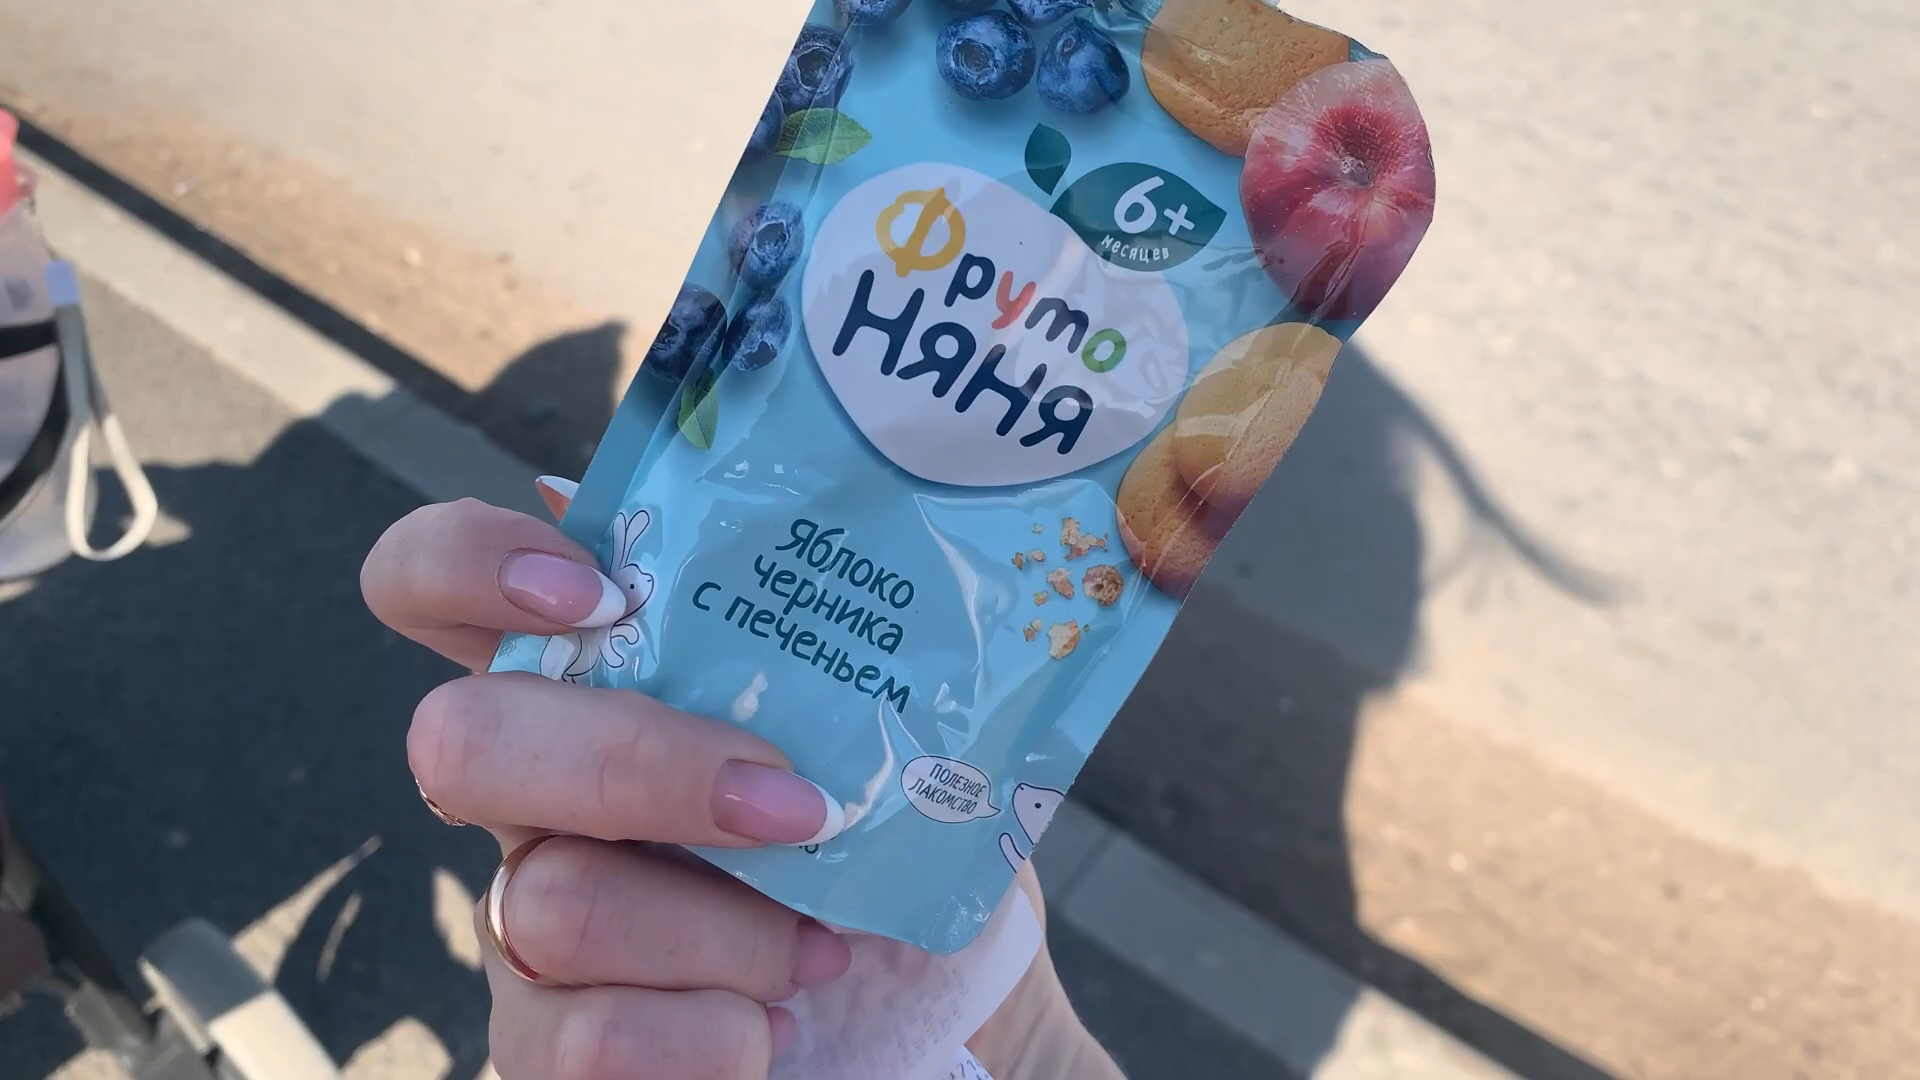 6+
месяцев
Фруто
няня
Яблоко
черника
с печеньем
ПОЛЕЗНОЕ
ЛАКОМСТВО